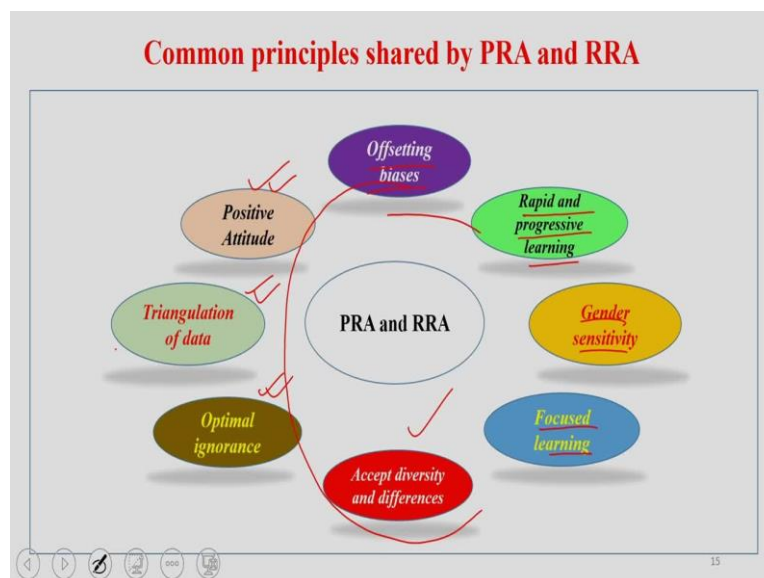 Common principles shared by PRA and RRA
Offsetting
biases
Rapid and
progressive
learning
Gender
sensitivity
Focused
learning
Accept diversity
and differences
Optimal
ignorance
Triangulation
of data
Positive
Attitude
PRA and RRA
15